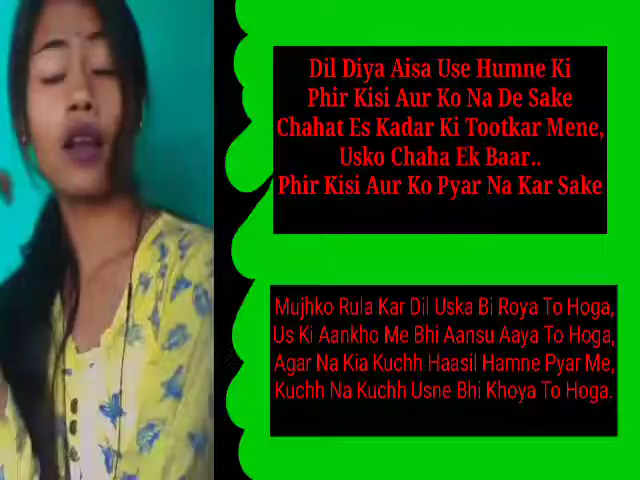 Dil Diya Aisa Use Humne Ki
Phir Kisi Aur Ko Na De Sake
Chahat Es Kadar Ki Tootkar Mene,
Usko Chaha Ek Baar..
Phir Kisi Aur Ko Pyar Na Kar Sake
Mujhko Rula Kar Dil Uska Bi Roya To Hoga,
Us Ki Aankho Me Bhi Aansu Aaya To Hoga,
Agar Na Kia Kuchh Haasil Hamne Pyar Me,
Kuchh Na Kuchh Usne Bhi Khoya To Hoga.